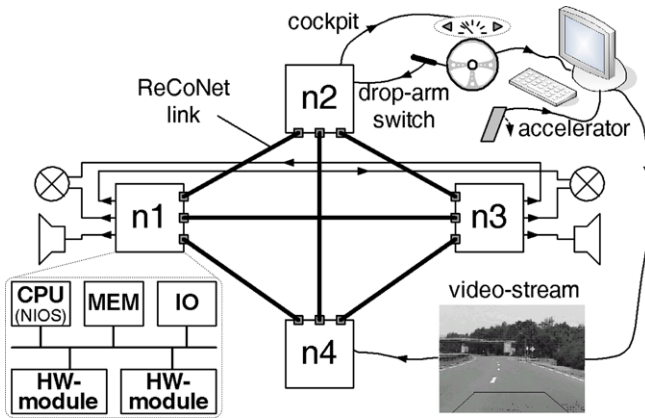 cockpit
n2
ReCoNet
link
drop-arm
switch
accelerator
n1
n3
CPU
(NIOS)
MEM
IO
HW-
module
HW-
module
n4
video-stream